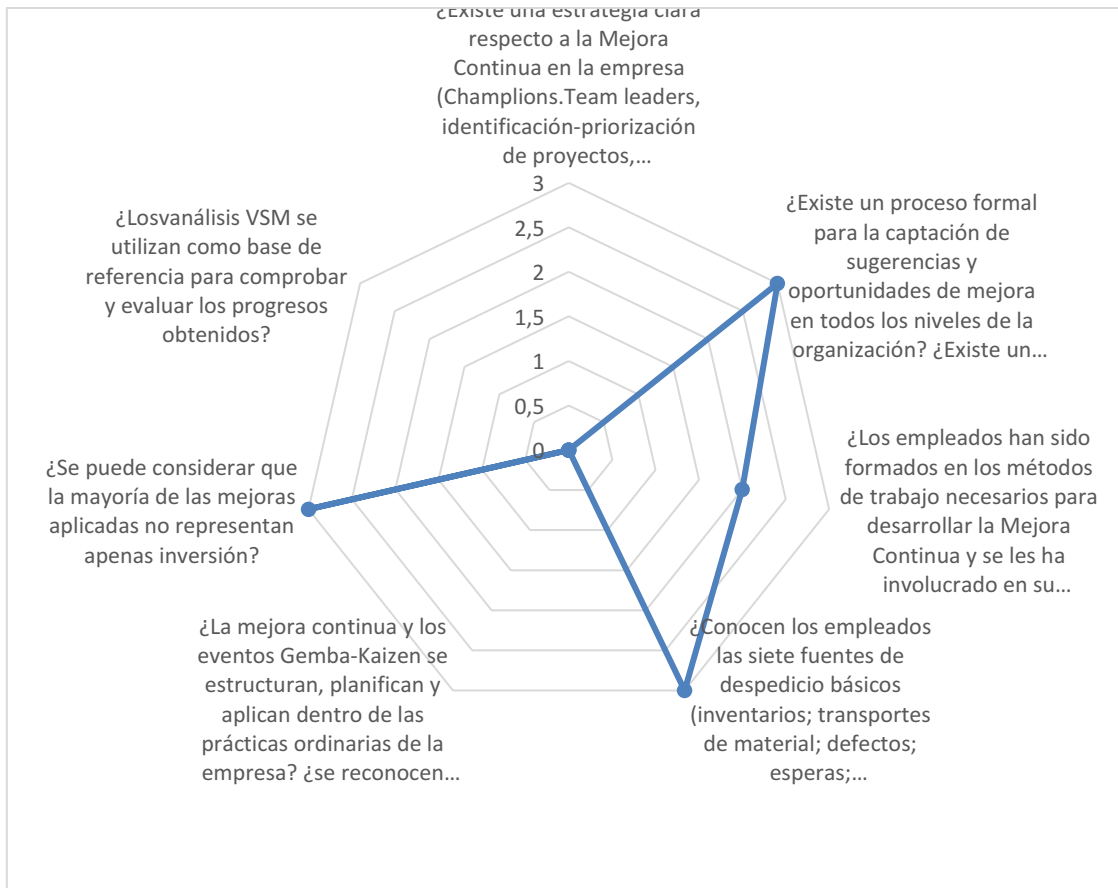 ¿Existe una estrategia clara
respecto a la Mejora
Continua en la empresa
(Champlions.Team leaders,
identificación-priorización
de proyectos,...
3
2,5
2
1,5
1
0,5
0
¿Existe un proceso formal
para la captación de
sugerencias y
oportunidades de mejora
en todos los niveles de la
organización? ¿Existe un...
¿Los empleados han sido
formados en los métodos
de trabajo necesarios para
desarrollar la Mejora
Continua y se les ha
involucrado en su...
¿Conocen los empleados
las siete fuentes de
despedicio básicos
(inventarios; transportes
de material; defectos;
esperas;...
¿La mejora continua y los
eventos Gemba-Kaizen se
estructuran, planifican y
aplican dentro de las
prácticas ordinarias de la
empresa? ¿se reconocen...
¿Se puede considerar que
la mayoría de las mejoras
aplicadas no representan
apenas inversión?
¿Losvanálisis VSM se
utilizan como base de
referencia para comprobar
y evaluar los progresos
obtenidos?